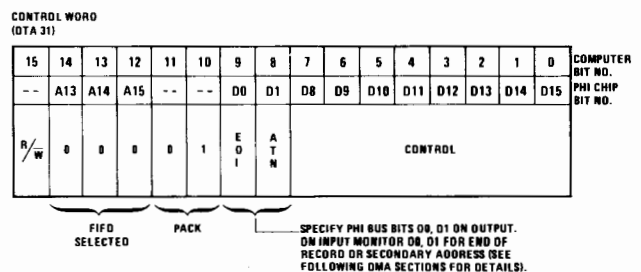 CONTROL WORD
(OTA 31)
15 14 13 12 11 10 9 8 7 6 5 4 3 2 1 0 COMPUTER BIT NO.
-- A13 A14 A15 -- -- D0 D1 D8 D9 D10 D11 D12 D13 D14 D15 PHI CHIP BIT NO.
R/W 0 0 0 0 1 EOI ATN CONTROL
FIFO
SELECTED
PACK
SPECIFY PHI BUS BITS D0, D1 ON OUTPUT.
ON INPUT MONITOR D0, D1 FOR END OF
RECORD OR SECONDARY ADDRESS (SEE
FOLLOWING DMA SECTIONS FOR DETAILS).